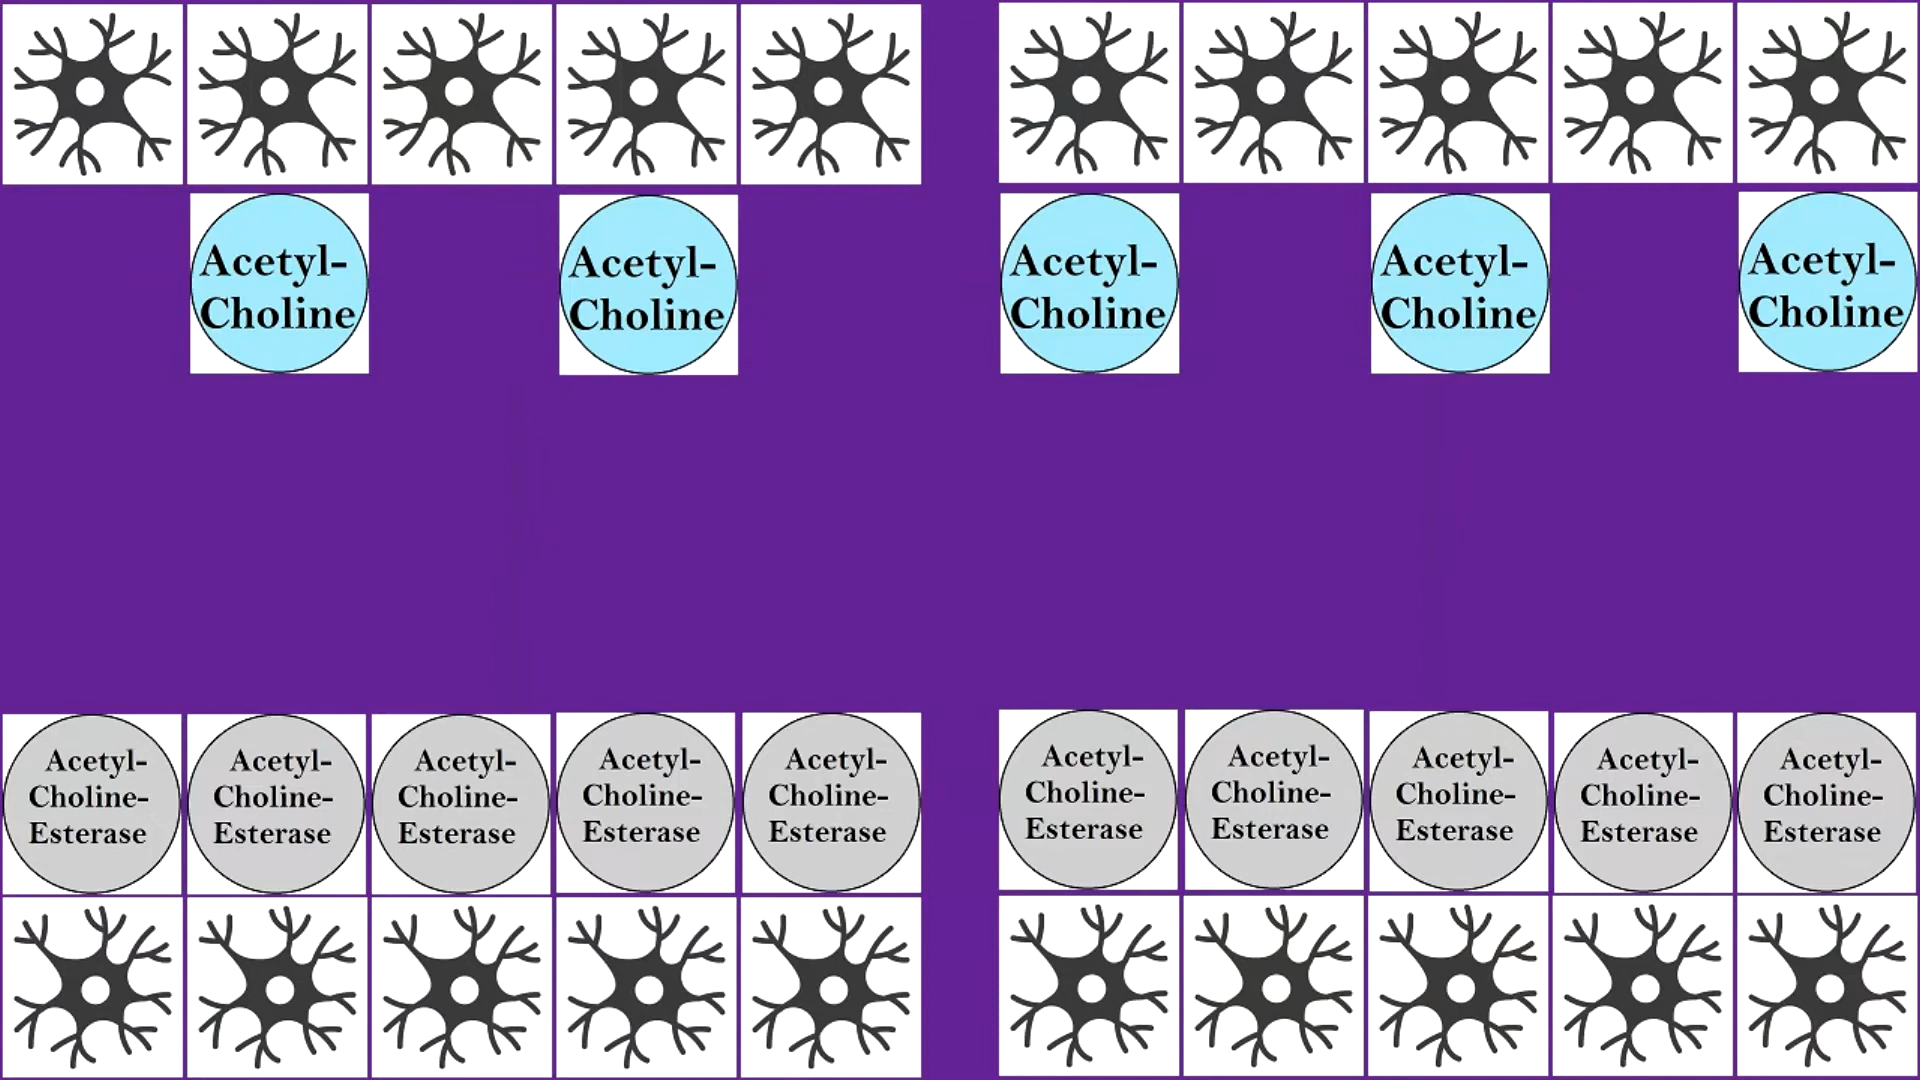 Acetyl-
Choline
Acetyl-
Choline
Acetyl-
Choline
Acetyl-
Choline
Acetyl-
Choline
Acetyl-
Choline-
Esterase
Acetyl-
Choline-
Esterase
Acetyl-
Choline-
Esterase
Acetyl-
Choline-
Esterase
Acetyl-
Choline-
Esterase
Acetyl-
Choline-
Esterase
Acetyl-
Choline-
Esterase
Acetyl-
Choline-
Esterase
Acetyl-
Choline-
Esterase
Acetyl-
Choline-
Esterase